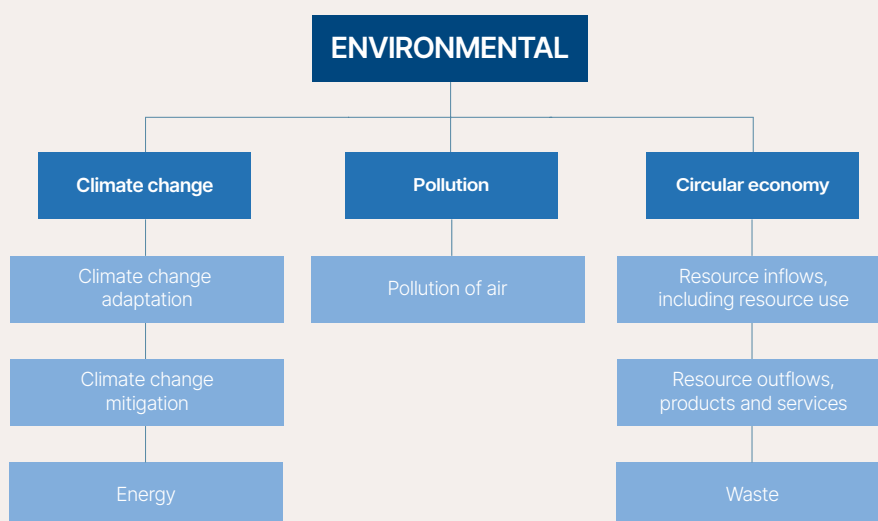 ENVIRONMENTAL
Climate change
Pollution
Circular economy
Climate change
adaptation
Pollution of air
Resource inflows,
including resource use
Climate change
mitigation
Resource outflows,
products and services
Energy
Waste